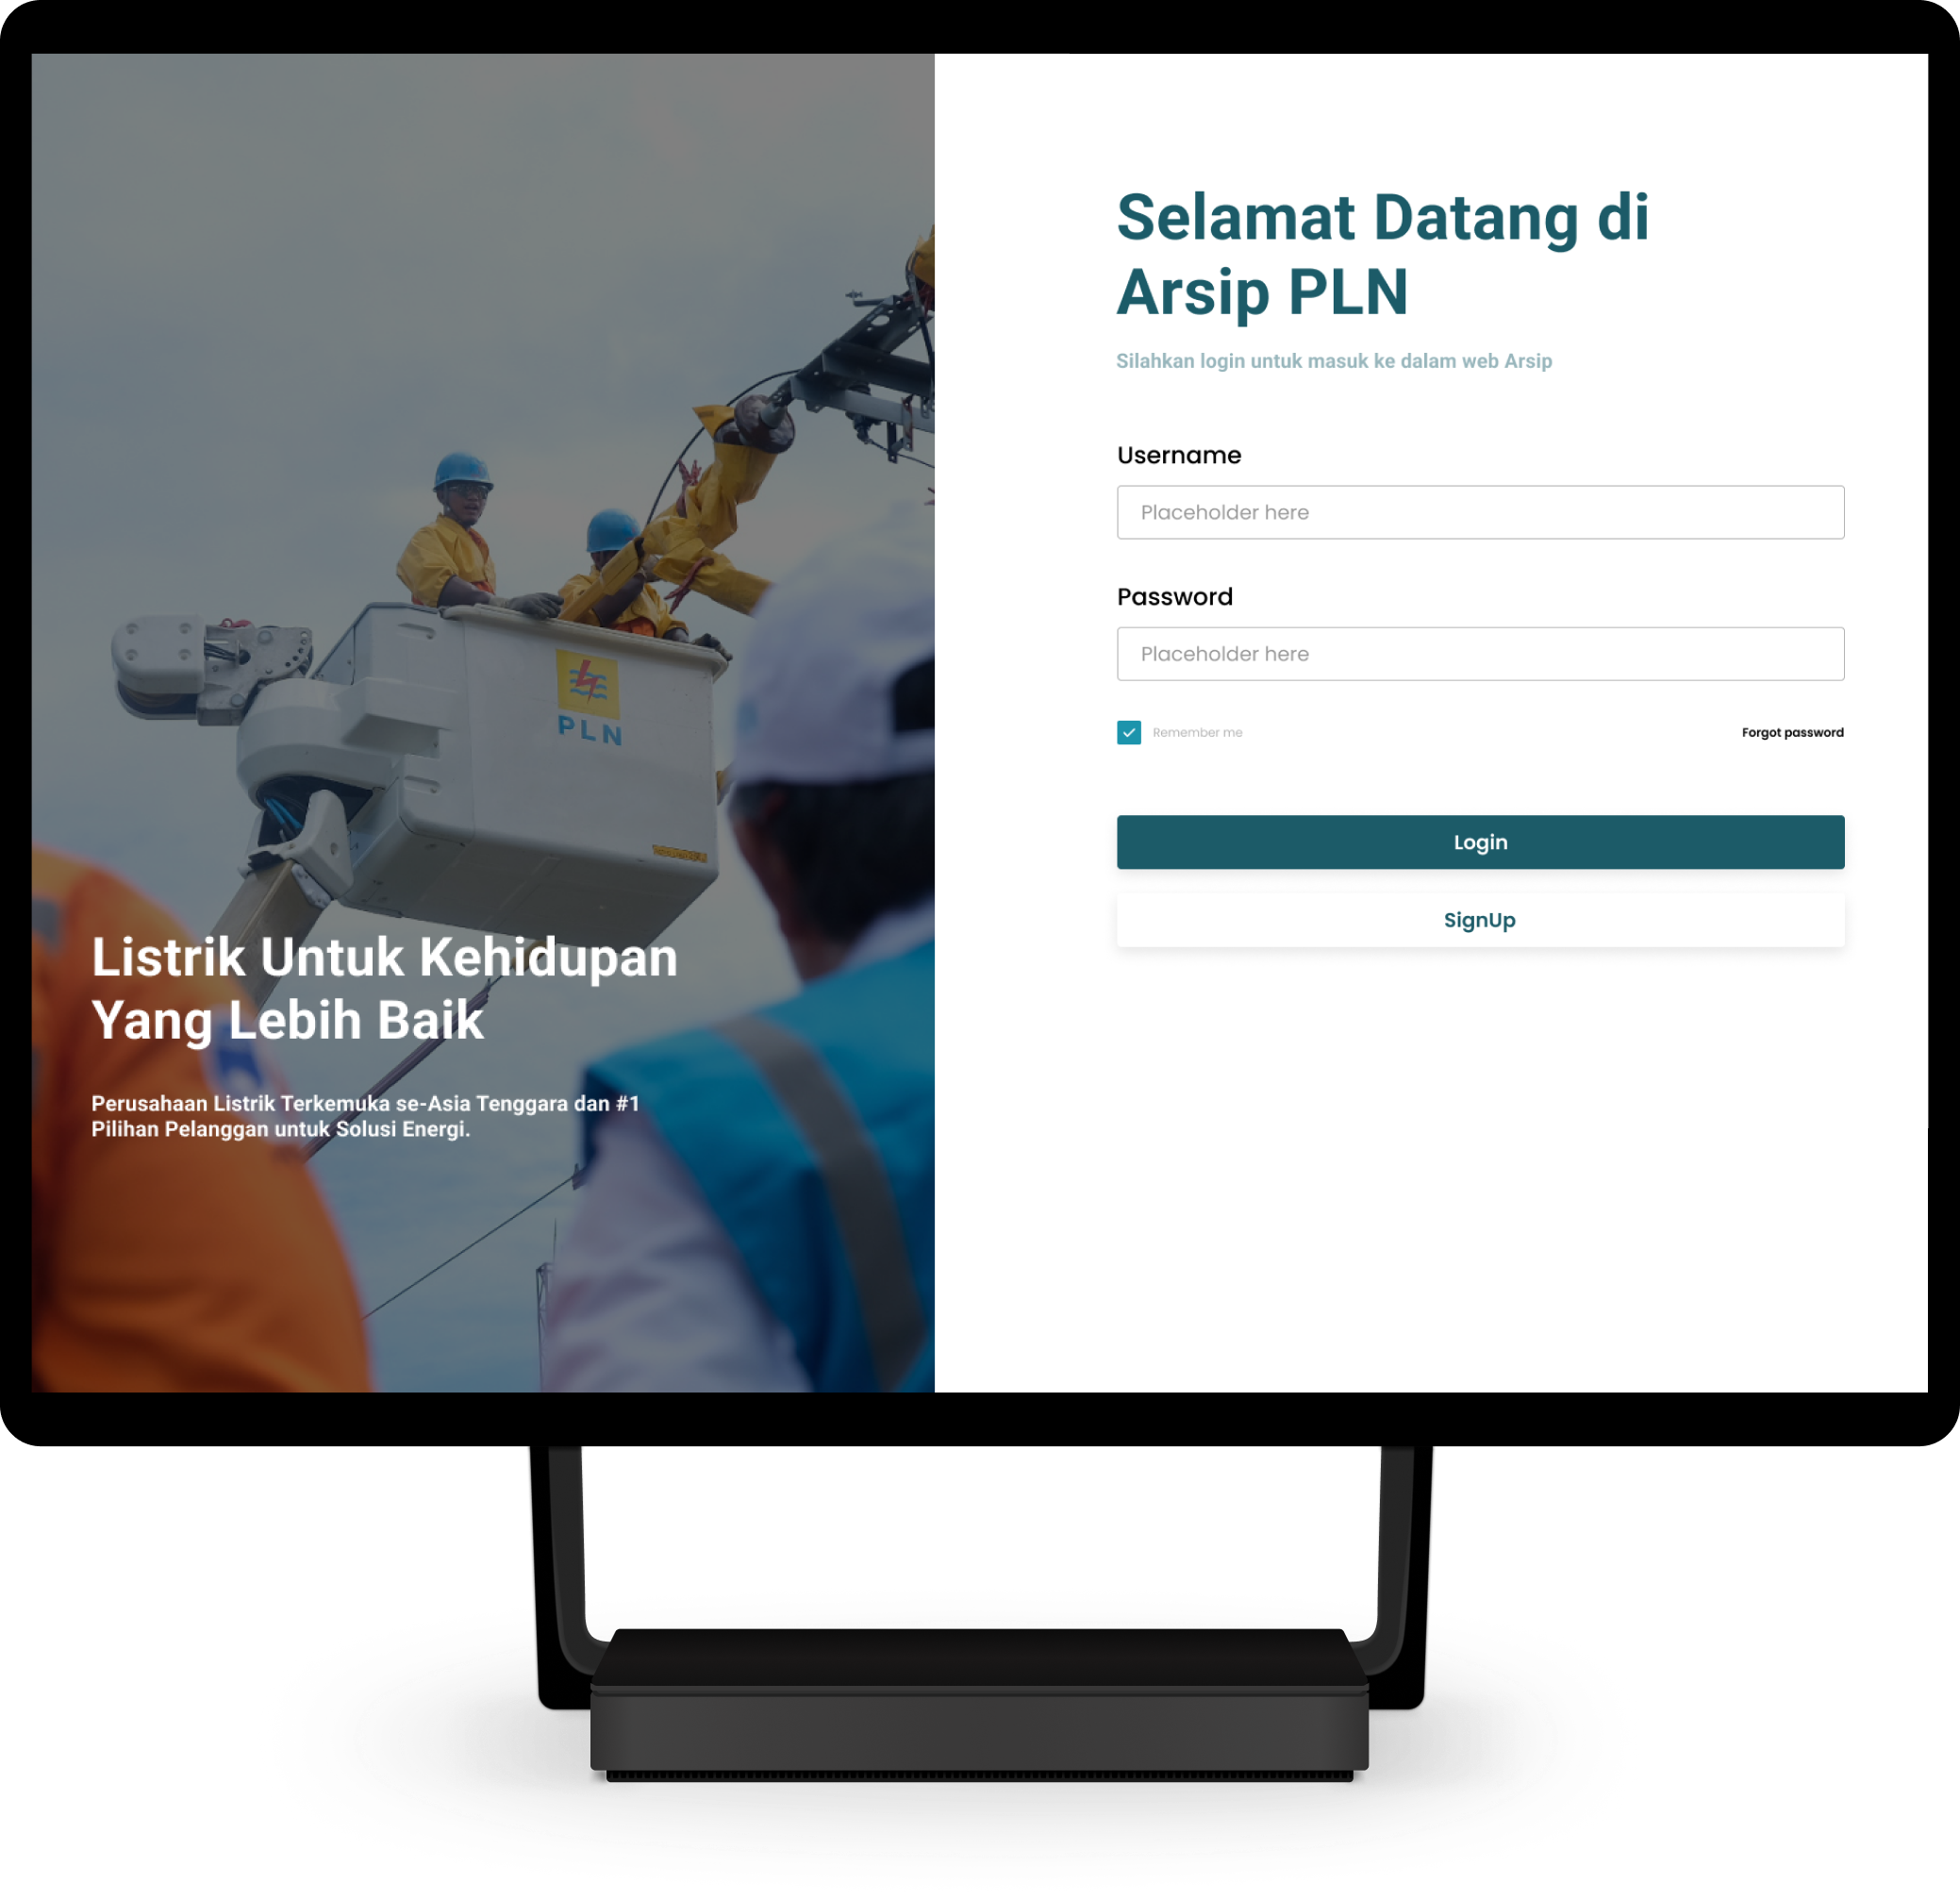 PLN
Listrik Untuk Kehidupan
Yang Lebih Baik
Perusahaan Listrik Terkemuka se-Asia Tenggara dan #1
Pilihan Pelanggan untuk Solusi Energi.
Selamat Datang di
Arsip PLN
Silahkan login untuk masuk ke dalam web Arsip
Username
Placeholder here
Password
Placeholder here
Remember me
Forgot password
Login
SignUp